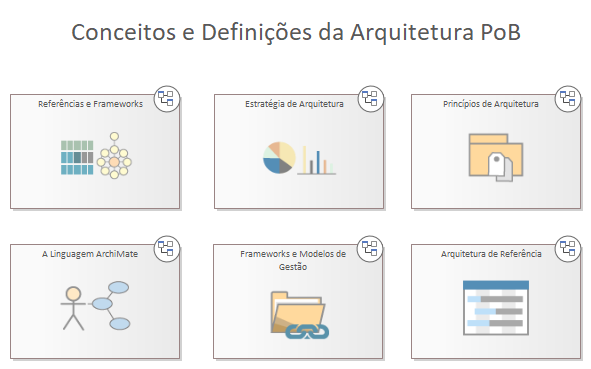 Conceitos e Definições da Arquitetura PoB
Referências e Frameworks
Estratégia de Arquitetura
Princípios de Arquitetura
A Linguagem ArchiMate
Frameworks e Modelos de
Gestão
Arquitetura de Referência